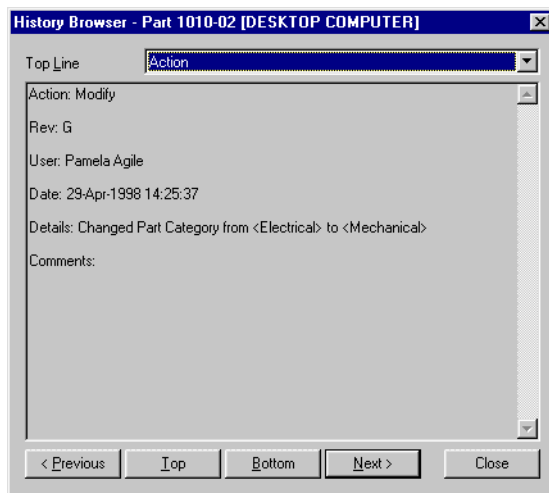 History Browser - Part 1010-02 [DESKTOP COMPUTER]
Top Line Action
Action: Modify
Rev: G
User: Pamela Agile
Date: 29-Apr-1998 14:25:37
Details: Changed Part Category from <Electrical> to <Mechanical>
Comments:
< Previous Top Bottom Next > Close